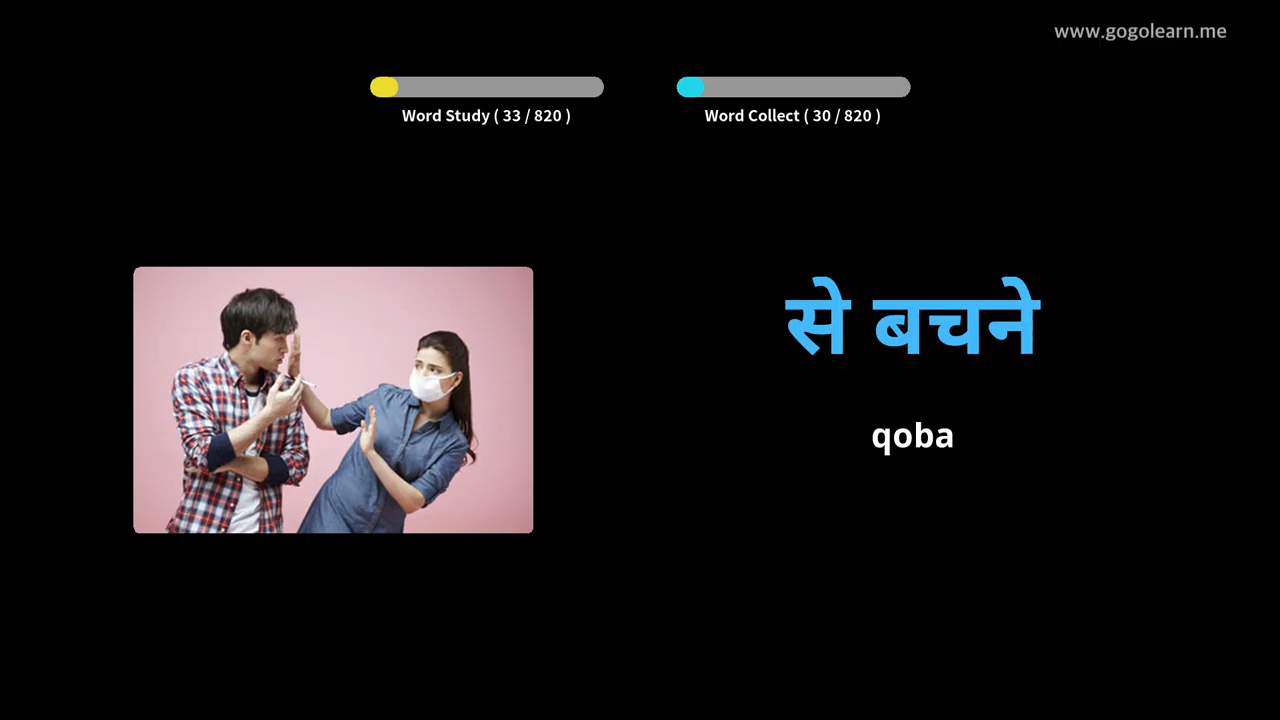 www.gogolearn.me
Word Study ( 33 / 820 )
Word Collect ( 30 / 820 )
से बचने
qoba